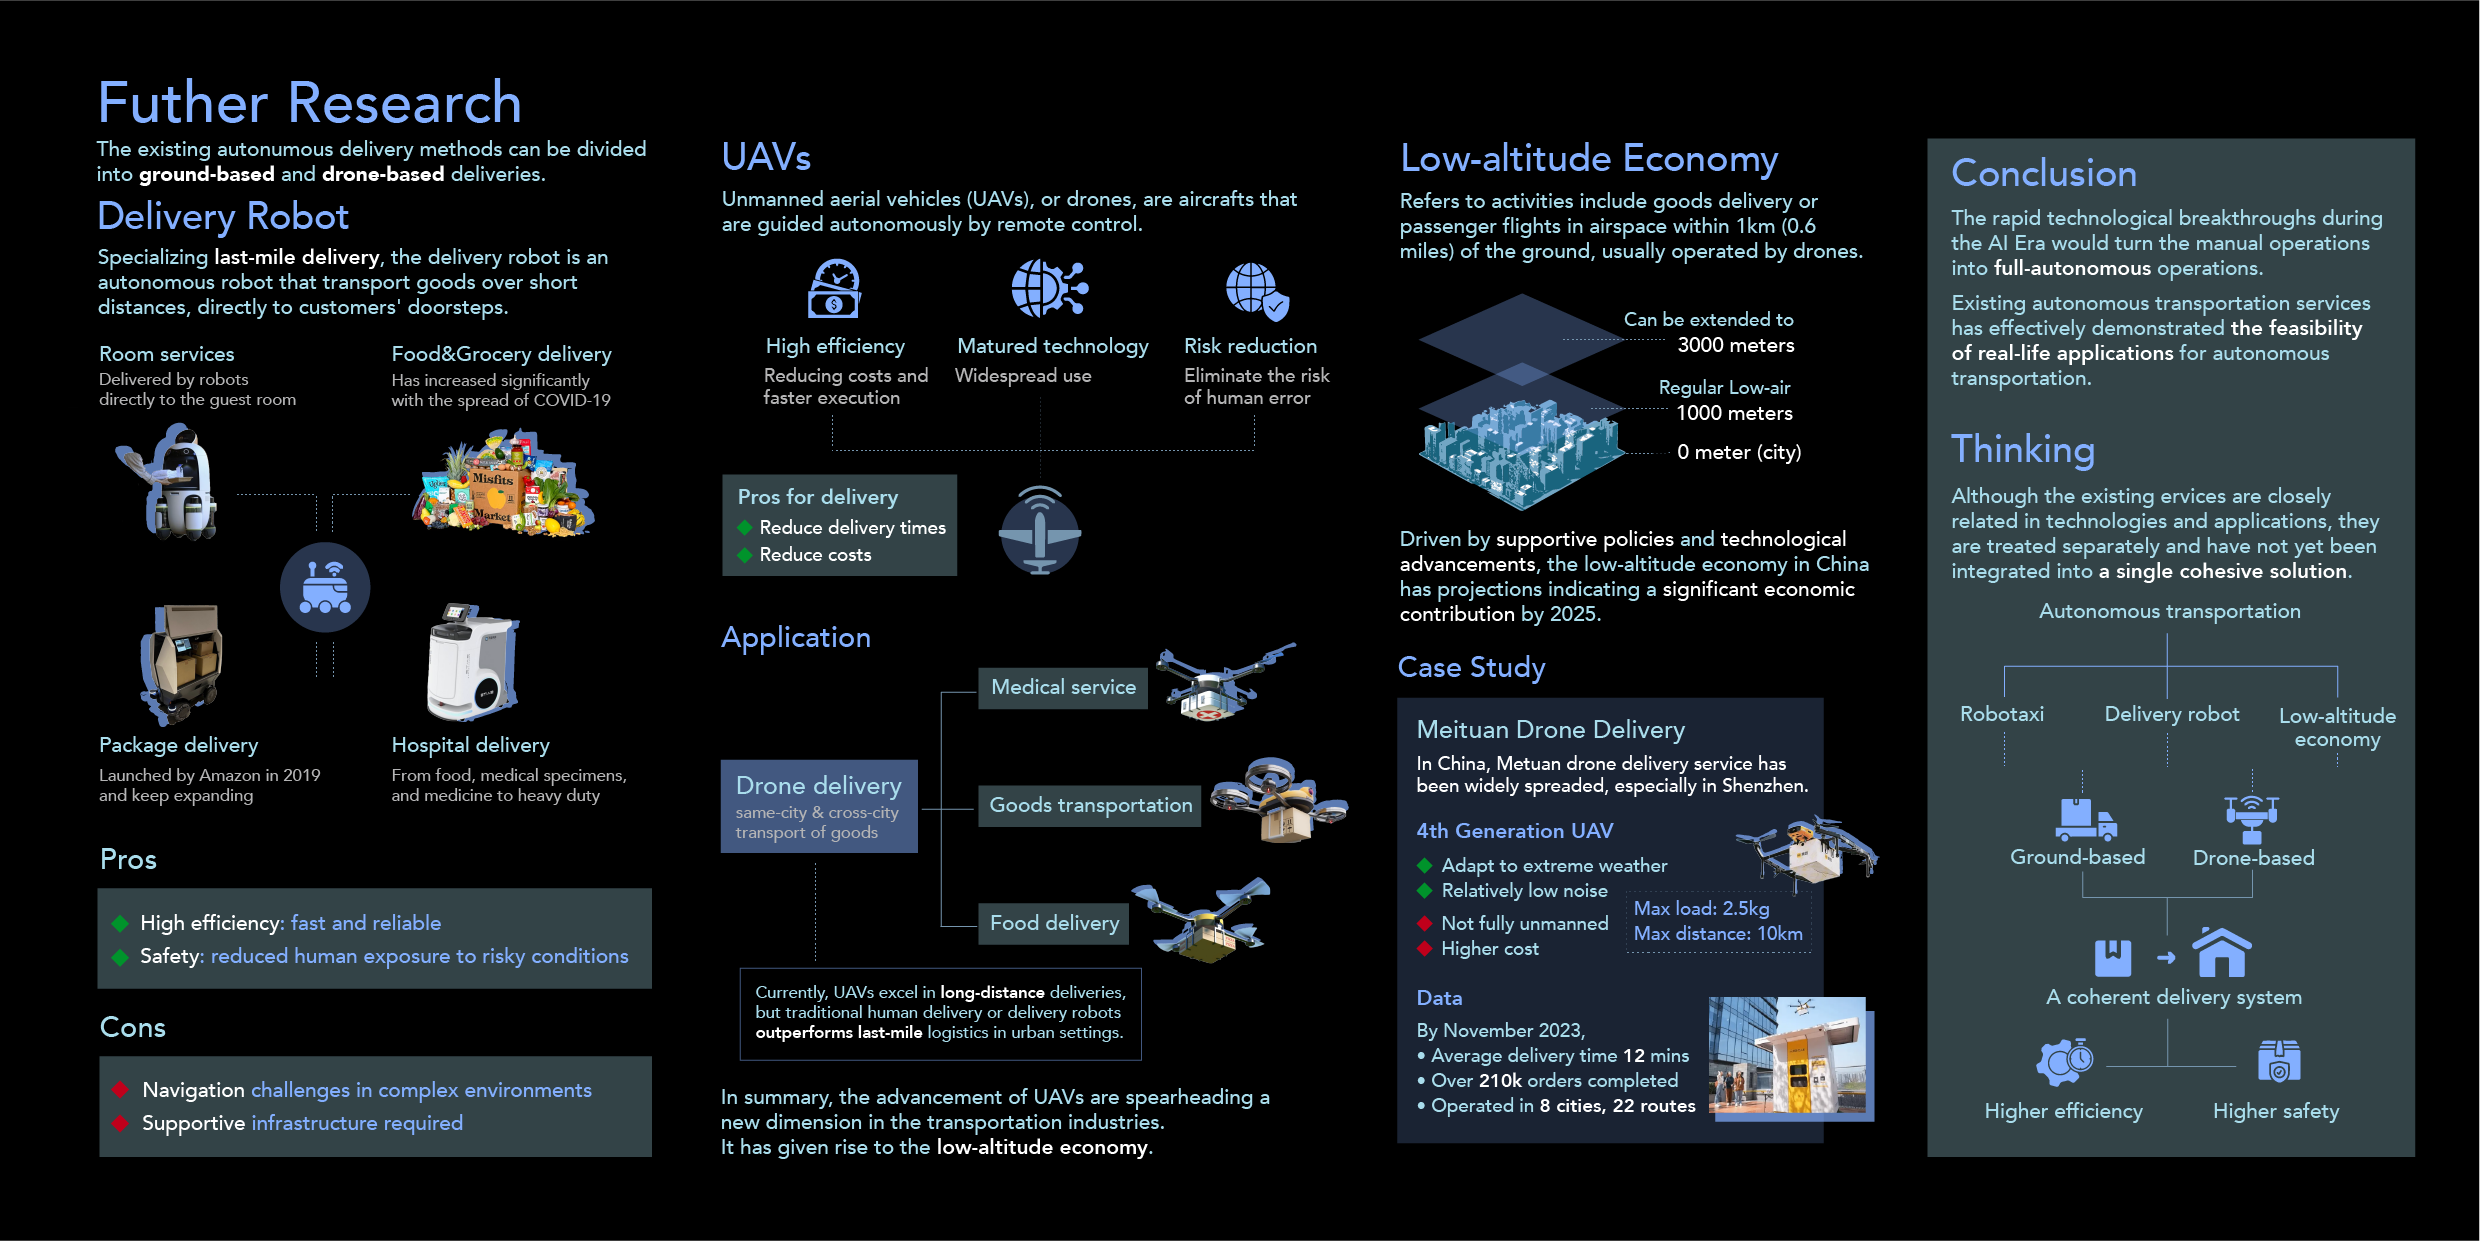 Futher Research
The existing autonumous delivery methods can be divided
into ground-based and drone-based deliveries.
Delivery Robot
Specializing last-mile delivery, the delivery robot is an
autonomous robot that transport goods over short
distances, directly to customers' doorsteps.
Room services
Delivered by robots
directly to the guest room
Food&Grocery delivery
Has increased significantly
with the spread of COVID-19
Misfits
Market
Package delivery
Launched by Amazon in 2019
and keep expanding
Hospital delivery
From food, medical specimens,
and medicine to heavy duty
Pros
High efficiency: fast and reliable
Safety: reduced human exposure to risky conditions
Cons
Navigation challenges in complex environments
Supportive infrastructure required
UAVs
Unmanned aerial vehicles (UAVs), or drones, are aircrafts that
are guided autonomously by remote control.
High efficiency
Reducing costs and
faster execution
Matured technology
Widespread use
Risk reduction
Eliminate the risk
of human error
Pros for delivery
Reduce delivery times
Reduce costs
Application
Drone delivery
same-city & cross-city
transport of goods
Medical service
Goods transportation
Food delivery
Currently, UAVs excel in long-distance deliveries,
but traditional human delivery or delivery robots
outperforms last-mile logistics in urban settings.
In summary, the advancement of UAVs are spearheading a
new dimension in the transportation industries.
It has given rise to the low-altitude economy.
Low-altitude Economy
Refers to activities include goods delivery or
passenger flights in airspace within 1km (0.6
miles) of the ground, usually operated by drones.
Can be extended to
3000 meters
Regular Low-air
1000 meters
0 meter (city)
Driven by supportive policies and technological
advancements, the low-altitude economy in China
has projections indicating a significant economic
contribution by 2025.
Case Study
Meituan Drone Delivery
In China, Metuan drone delivery service has
been widely spreaded, especially in Shenzhen.
4th Generation UAV
Adapt to extreme weather
Relatively low noise
Not fully unmanned
Higher cost
Max load: 2.5kg
Max distance: 10km
Data
By November 2023,
• Average delivery time 12 mins
• Over 210k orders completed
• Operated in 8 cities, 22 routes
Conclusion
The rapid technological breakthroughs during
the AI Era would turn the manual operations
into full-autonomous operations.
Existing autonomous transportation services
has effectively demonstrated the feasibility
of real-life applications for autonomous
transportation.
Thinking
Although the existing ervices are closely
related in technologies and applications, they
are treated separately and have not yet been
integrated into a single cohesive solution.
Autonomous transportation
Robotaxi
Delivery robot
Low-altitude
economy
Ground-based
Drone-based
A coherent delivery system
Higher efficiency
Higher safety